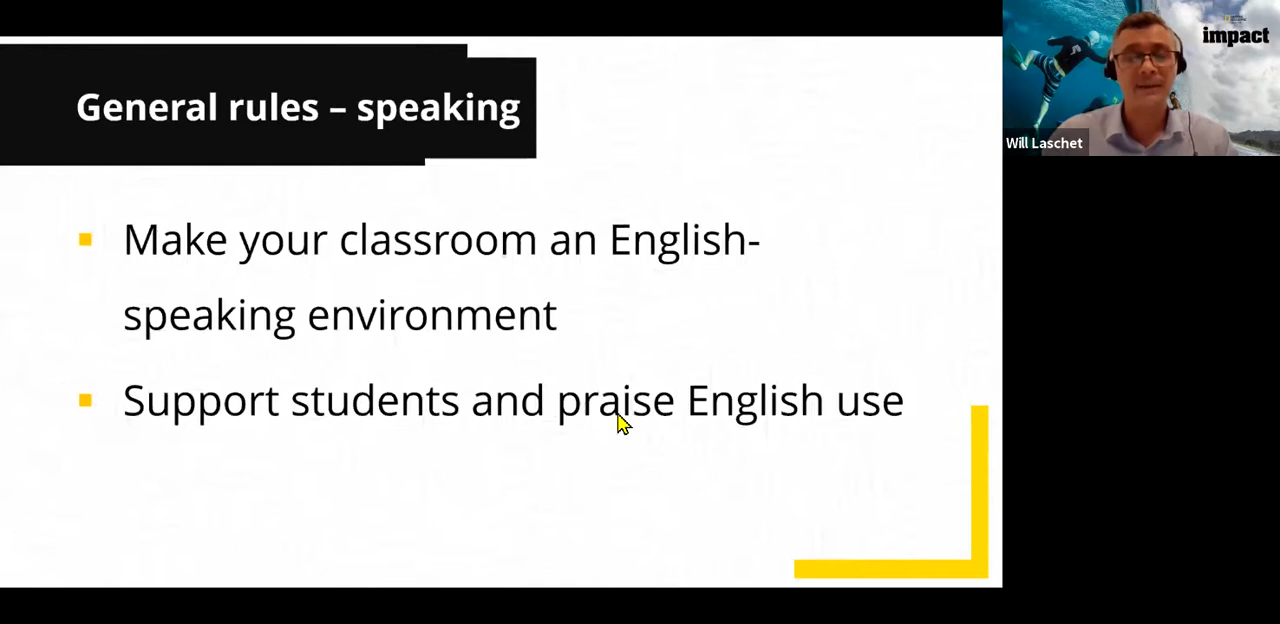 General rules – speaking
Make your classroom an English-
speaking environment
Support students and praise English use
impact
Will Laschet